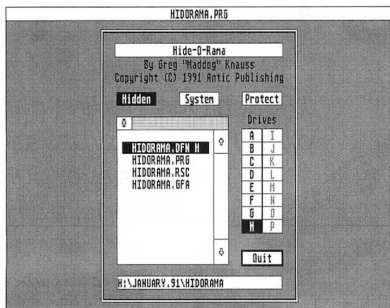 HIDORAMA.PRG
Hide-O-Rama
By Greg "Maddog" Knauss
Copyright (C) 1991 Antic Publishing
Hidden System Protect
Drives
HIDORAMA.DFN H
HIDORAMA.PRG
HIDORAMA.RSC
HIDORAMA.GFA
A I
B J
C K
D L
E M
F N
G O
H P
Quit
H:\JANUARY.91\HIDORAMA